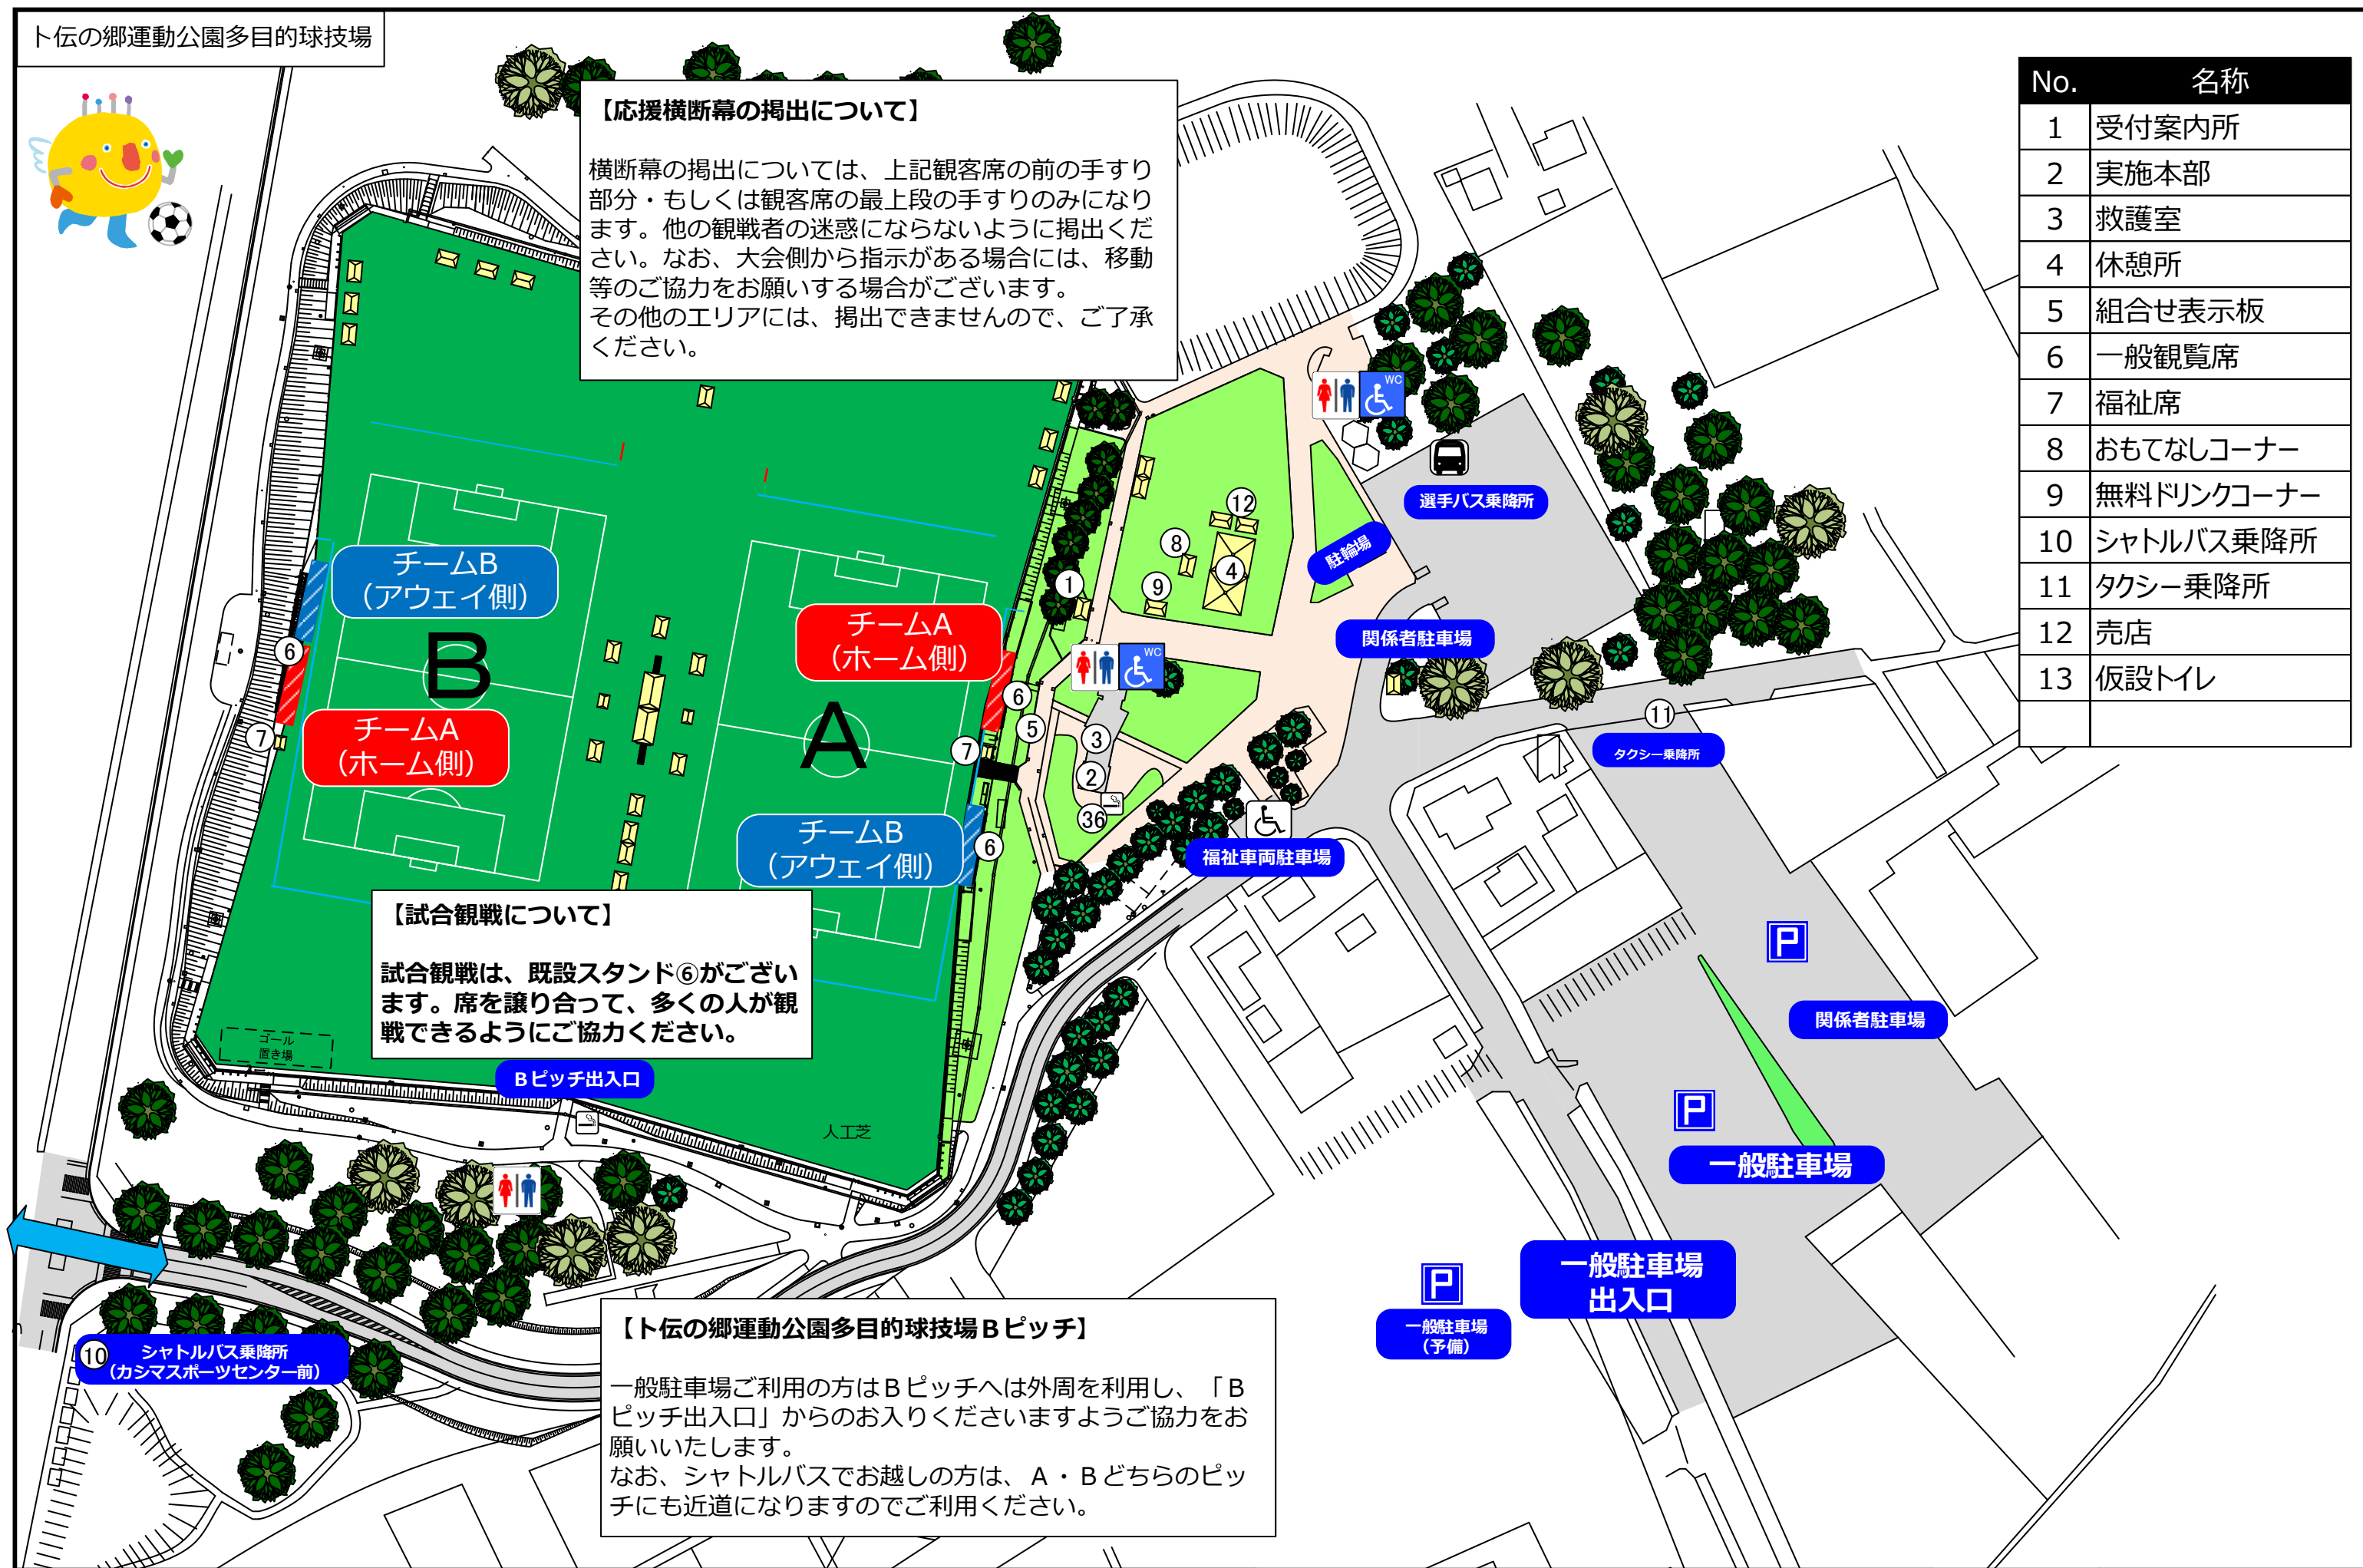 ト伝の郷運動公園多目的球技場
【応援横断幕の掲出について】
横断幕の掲出については、上記観客席の前の手すり
部分・もしくは観客席の最上段の手すりのみになり
ます。他の観戦者の迷惑にならないように掲出くだ
さい。なお、大会側から指示がある場合には、移動
等のご協力をお願いする場合がございます。
その他のエリアには、掲出できませんので、ご了承
ください。
No. 名称
1 受付案内所
2 実施本部
3 救護室
4 休憩所
5 組合せ表示板
6 一般観覧席
7 福祉席
8 おもてなしコーナー
9 無料ドリンクコーナー
10 シャトルバス乗降所
11 タクシー乗降所
12 売店
13 仮設トイレ
WC
選手バス乗降所
12
8
4
9
駐輪場
1
チームB
（アウェイ側）
B
6
チームA
（ホーム側）
7
チームA
（ホーム側）
A
6
5
7
WC
3
2
36
関係者駐車場
11
タクシー乗降所
チームB
（アウェイ側）
6
福祉車両駐車場
【試合観戦について】
試合観戦は、既設スタンド⑥がござい
ます。席を譲り合って、多くの人が観
戦できるようにご協力ください。
ゴール
置き場
Bピッチ出入口
人工芝
P
関係者駐車場
P
一般駐車場
一般駐車場
出入口
P
一般駐車場
（予備）
10
シャトルバス乗降所
（カシマスポーツセンター前）
【ト伝の郷運動公園多目的球技場Bピッチ】
一般駐車場ご利用の方はBピッチへは外周を利用し、「B
ピッチ出入口」からのお入りくださいますようご協力をお
願いいたします。
なお、シャトルバスでお越しの方は、A・Bどちらのピッ
チにも近道になりますのでご利用ください。